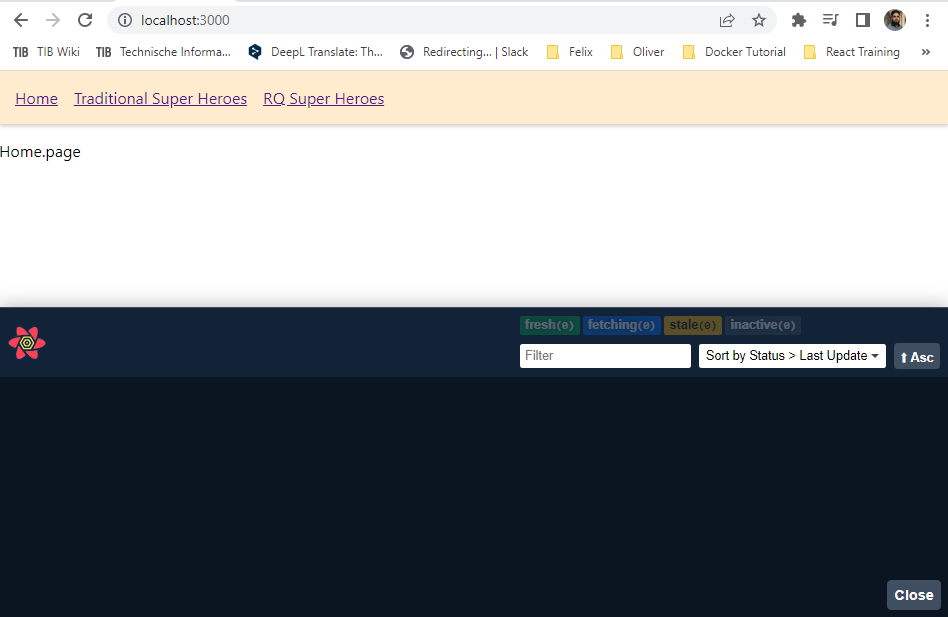 localhost:3000
TIB TIB Wiki TIB Technische Informa... DeepL Translate: Th... Redirecting... | Slack Felix Oliver Docker Tutorial React Training »
Home Traditional Super Heroes RQ Super Heroes
Home.page
fresh(0) fetching(0) stale(0) inactive(0)
Filter Sort by Status > Last Update ⬆ Asc
Close